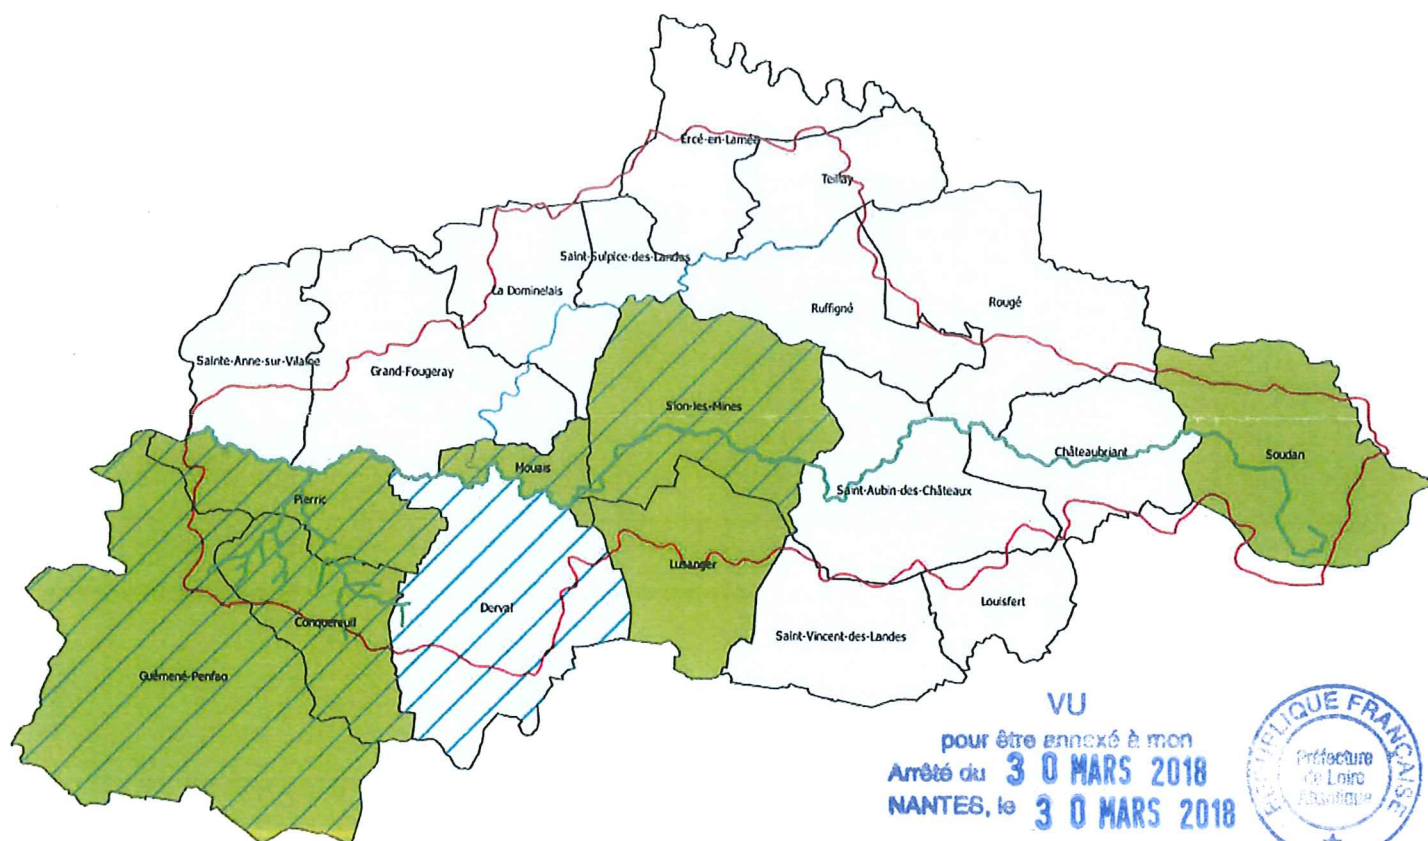 Ercé-en-Lamée
Teillay
Saint-Sulpice-des-Landes
La Dominelais
Ruffigné
Rougé
Sainte-Anne-sur-Vilaine
Grand-Fougeray
Sion-les-Mines
Châteaubriant
Soudan
Mouais
Saint-Aubin-des-Châteaux
Pierric
Lusanger
Louisfert
Derval
Conquereuil
Saint-Vincent-des-Landes
Guémené-Penfao
VU
pour être annexé à mon
Arrêté du 30 MARS 2018
NANTES, le 30 MARS 2018
RÉPUBLIQUE FRANÇAISE
Préfecture
de Loire
Atlantique